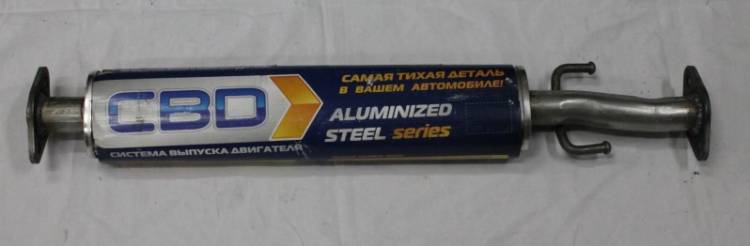 CBD
СИСТЕМА ВЫПУСКА ДВИГАТЕЛЯ
САМАЯ ТИХАЯ ДЕТАЛЬ
В ВАШЕМ АВТОМОБИЛЕ!
ALUMINIZED
STEEL series